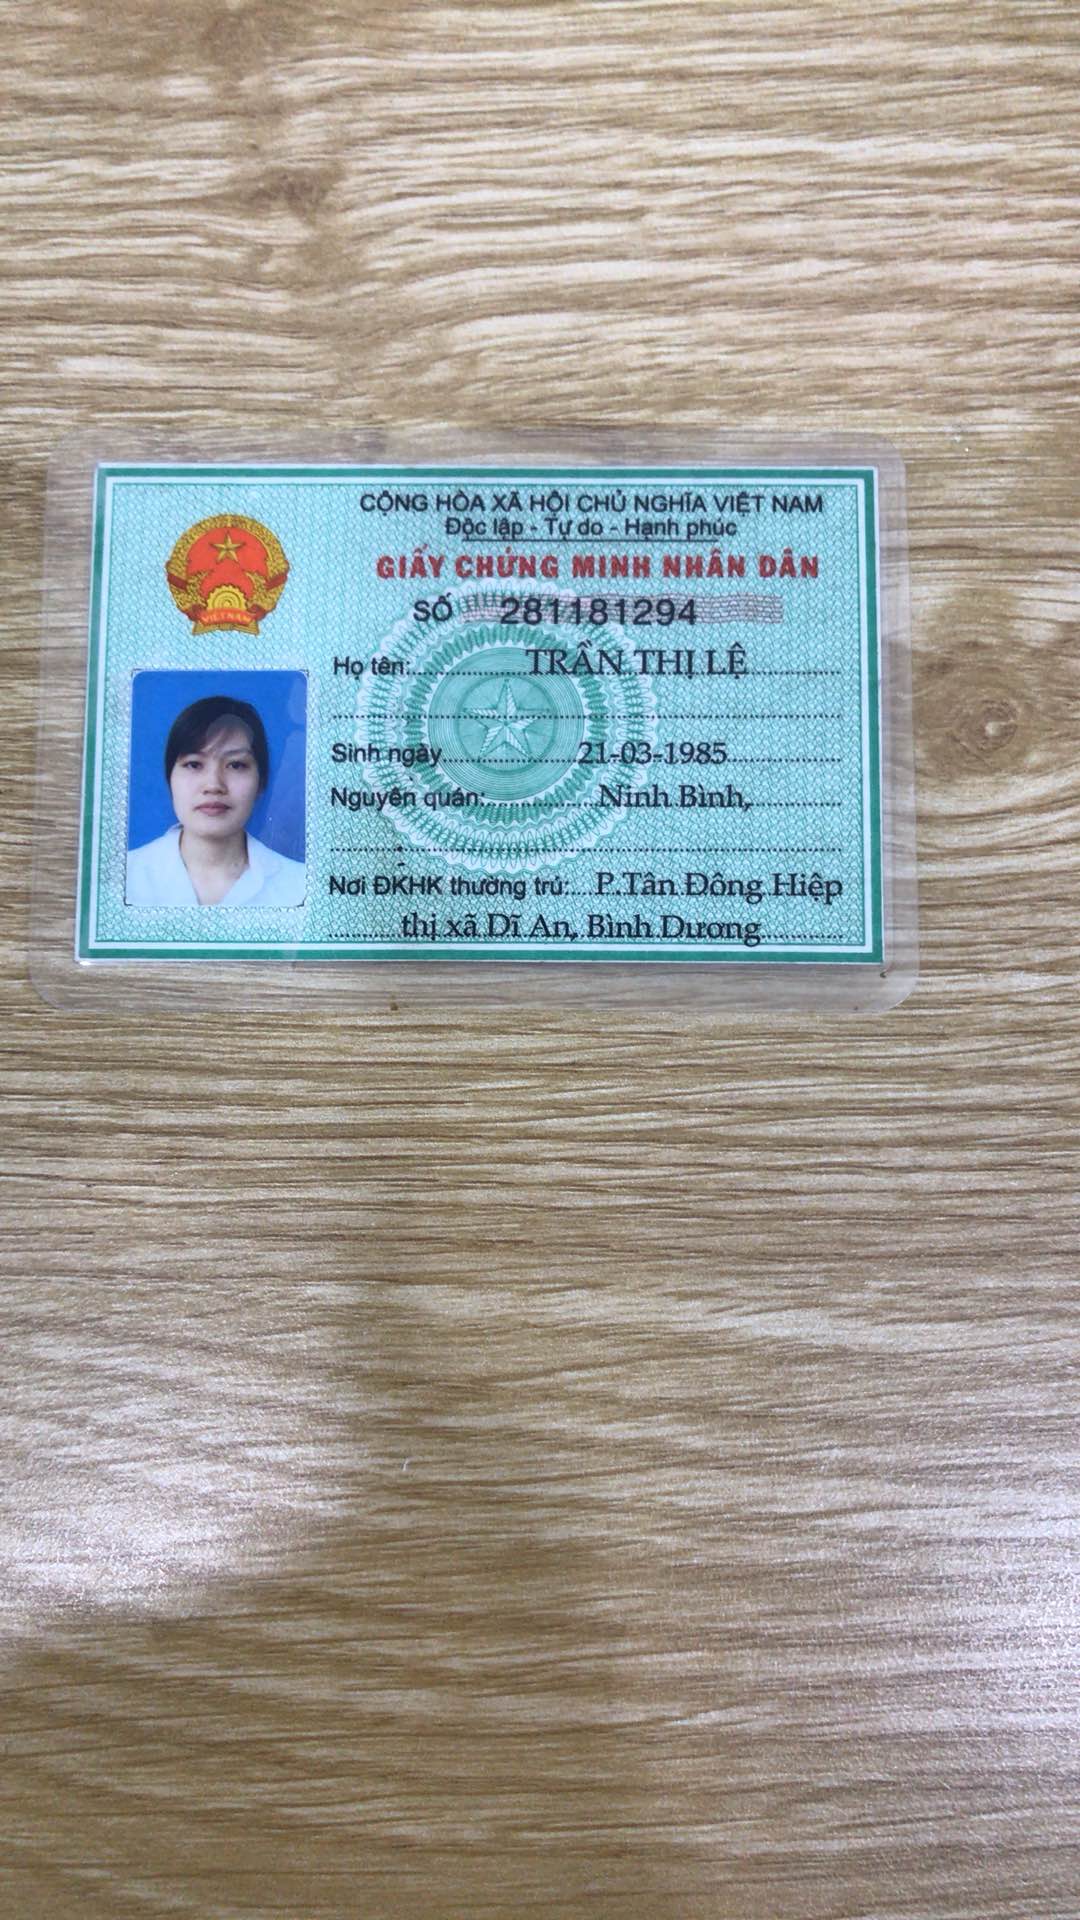 CỘNG HÒA XÃ HỘI CHỦ NGHĨA VIỆT NAM
Độc lập - Tự do - Hạnh phúc
GIẤY CHỨNG MINH NHÂN DÂN
SỐ 281181294
VIETNAM
Họ tên: TRẦN THỊ LỆ
Sinh ngày 21-03-1985
Nguyên quán: Ninh Bình,
Nơi ĐKHK thường trú: P.Tân Đông Hiệp
thị xã Dĩ An, Bình Dương